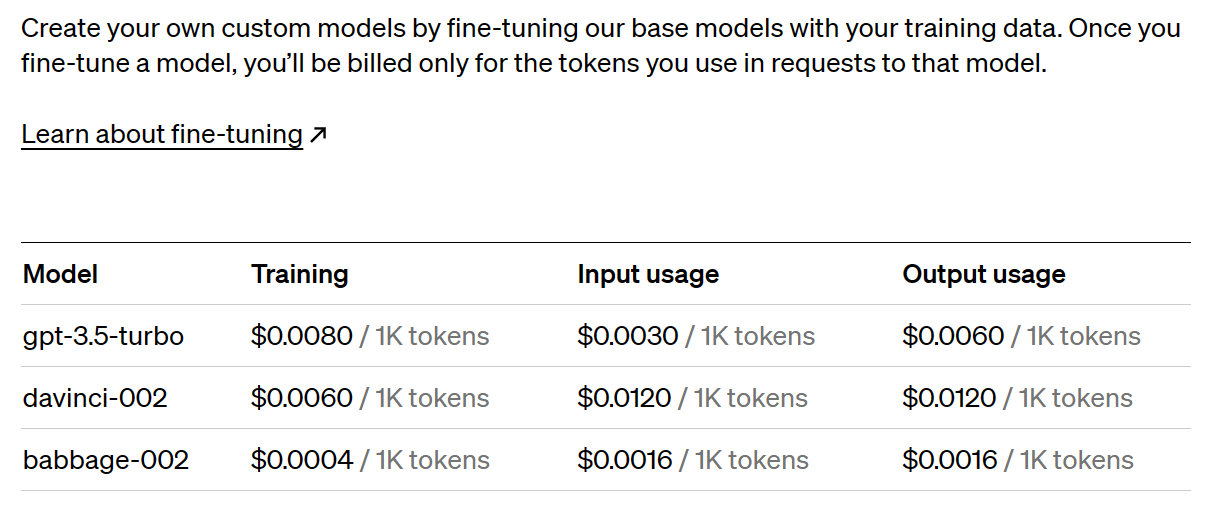 Create your own custom models by fine-tuning our base models with your training data. Once you
fine-tune a model, you’ll be billed only for the tokens you use in requests to that model.
Learn about fine-tuning ↗
Model Training Input usage Output usage
gpt-3.5-turbo $0.0080 / 1K tokens $0.0030 / 1K tokens $0.0060 / 1K tokens
davinci-002 $0.0060 / 1K tokens $0.0120 / 1K tokens $0.0120 / 1K tokens
babbage-002 $0.0004 / 1K tokens $0.0016 / 1K tokens $0.0016 / 1K tokens